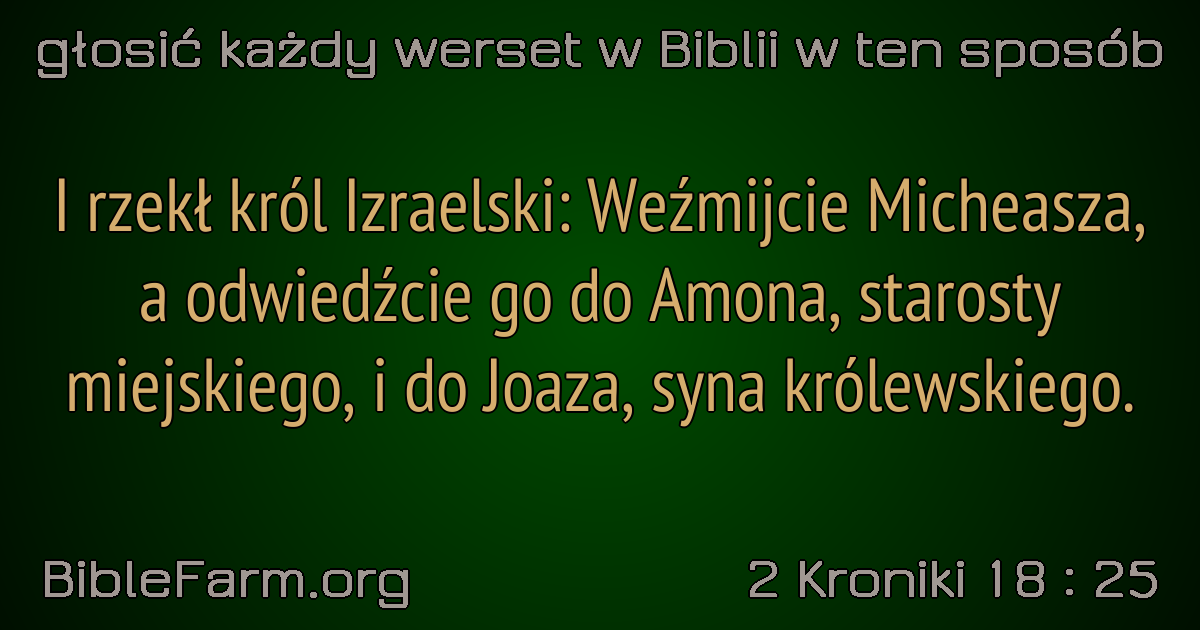 głosić każdy werset w Biblii w ten sposób
I rzekł król Izraelski: Weźmijcie Micheasza,
a odwiedźcie go do Amona, starosty
miejskiego, i do Joaza, syna królewskiego.
BibleFarm.org
2 Kroniki 18 : 25